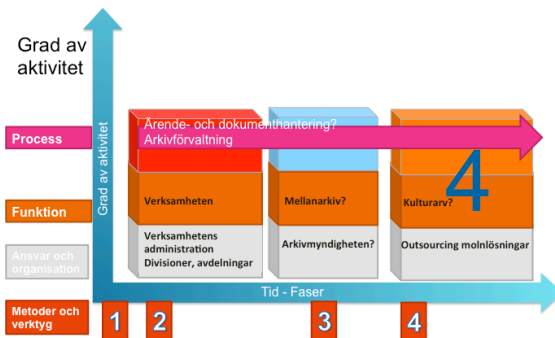 Grad av
aktivitet
Grad av aktivitet
Process
Ärende- och dokumenthantering?
Arkivförvaltning
4
Funktion
Verksamheten
Mellanarkiv?
Kulturarv?
Ansvar och
organisation
Verksamhetens
administration
Divisioner, avdelningar
Arkivmyndigheten?
Outsourcing molnlösningar
Tid - Faser
Metoder och
verktyg
1
2
3
4